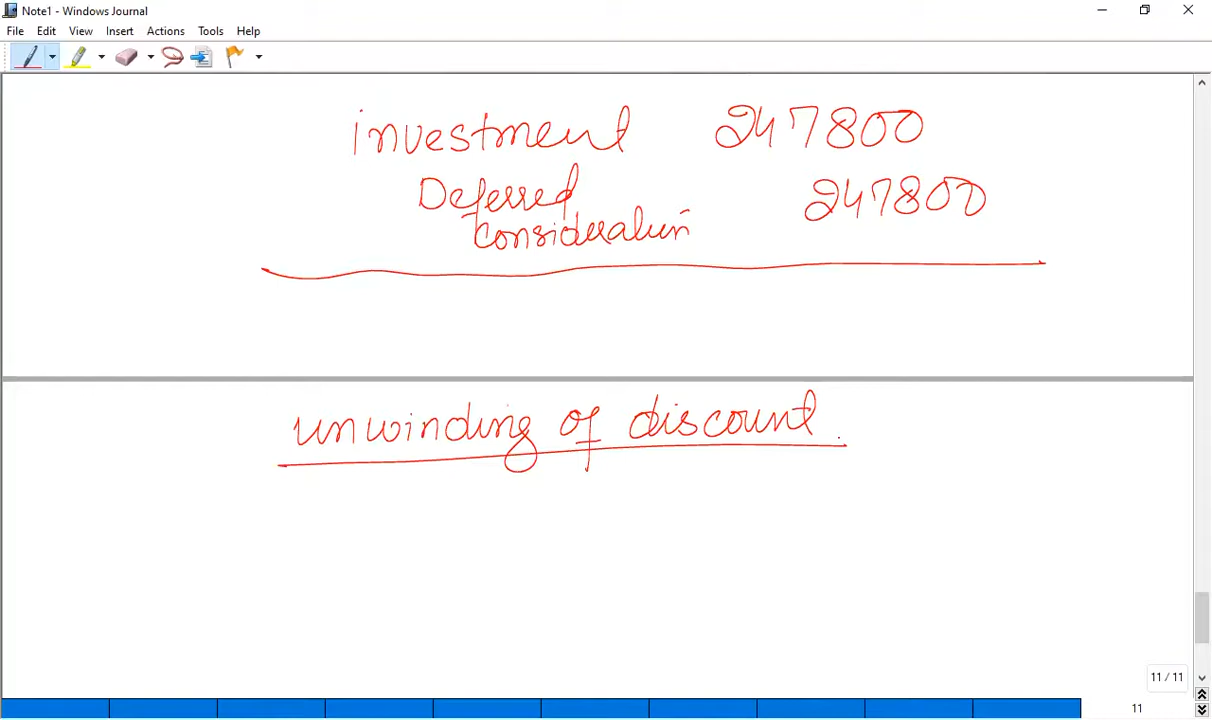 Note1 - Windows Journal
File Edit View Insert Actions Tools Help
investment 247800
Deferred 247800
consideration
unwinding of discount
11 / 11
11